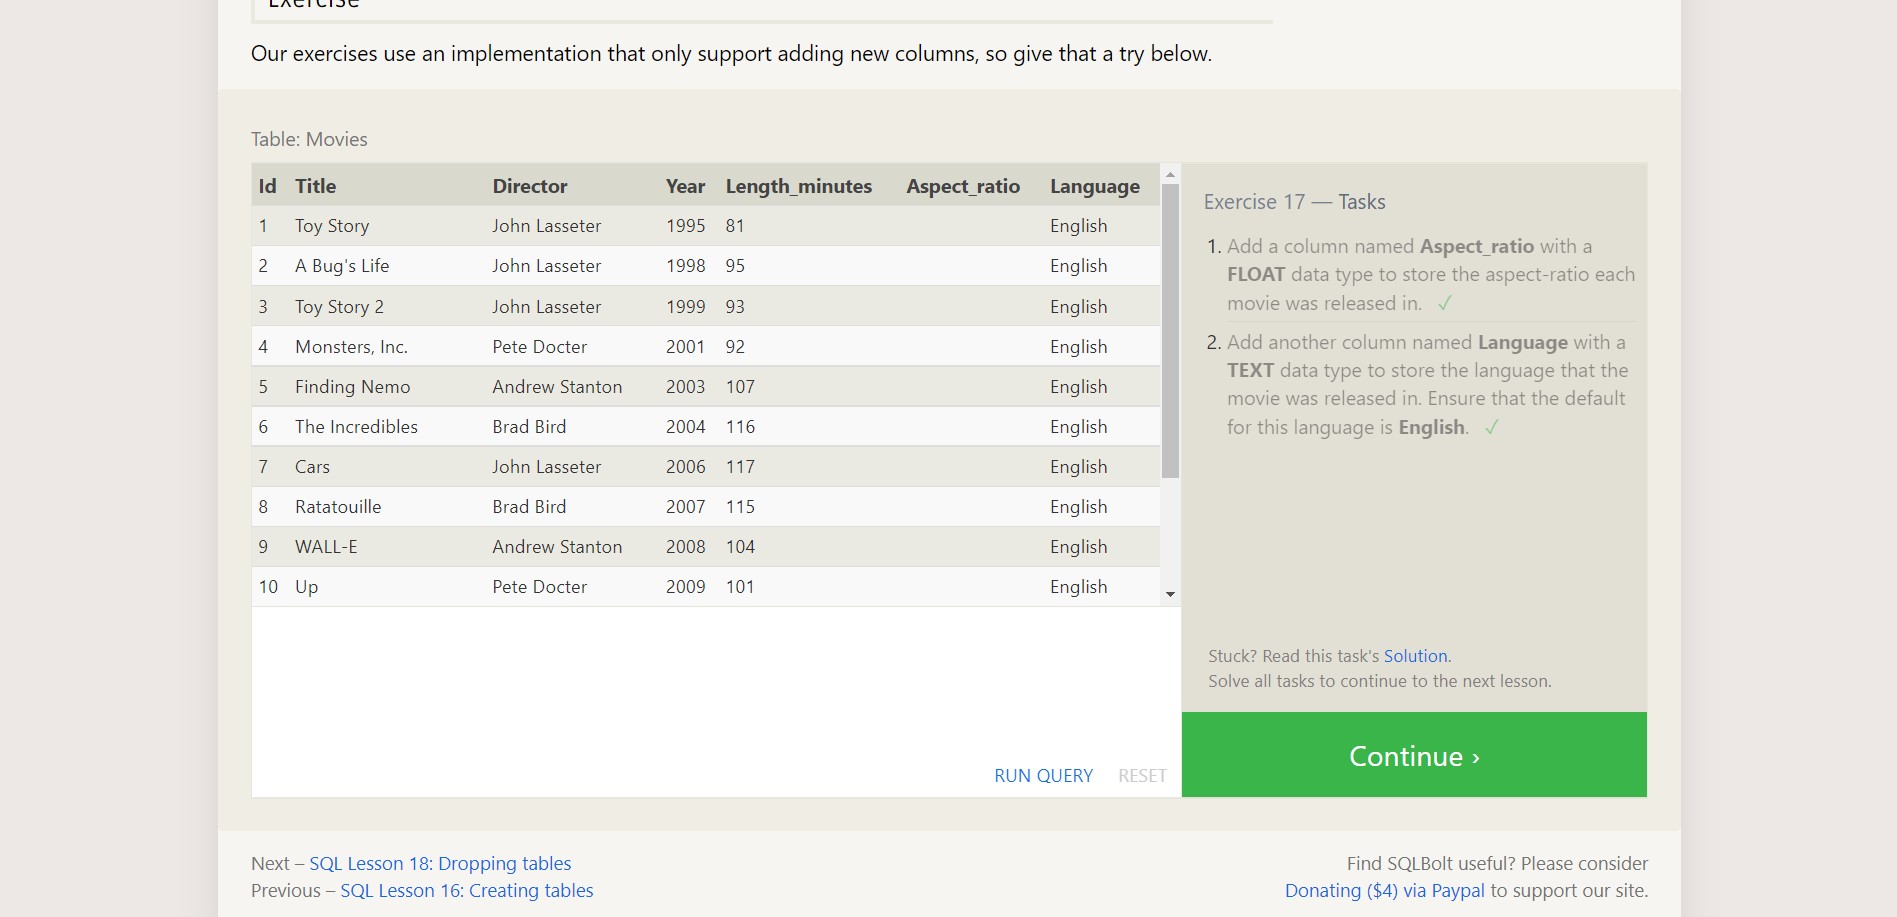 Exercise
Our exercises use an implementation that only support adding new columns, so give that a try below.
Table: Movies
Id Title Director Year Length_minutes Aspect_ratio Language
1 Toy Story John Lasseter 1995 81 English
2 A Bug's Life John Lasseter 1998 95 English
3 Toy Story 2 John Lasseter 1999 93 English
4 Monsters, Inc. Pete Docter 2001 92 English
5 Finding Nemo Andrew Stanton 2003 107 English
6 The Incredibles Brad Bird 2004 116 English
7 Cars John Lasseter 2006 117 English
8 Ratatouille Brad Bird 2007 115 English
9 WALL-E Andrew Stanton 2008 104 English
10 Up Pete Docter 2009 101 English
RUN QUERY RESET
Exercise 17 — Tasks
1. Add a column named Aspect_ratio with a
FLOAT data type to store the aspect-ratio each
movie was released in. ✓
2. Add another column named Language with a
TEXT data type to store the language that the
movie was released in. Ensure that the default
for this language is English. ✓
Stuck? Read this task's Solution.
Solve all tasks to continue to the next lesson.
Continue ›
Next – SQL Lesson 18: Dropping tables
Previous – SQL Lesson 16: Creating tables
Find SQLBolt useful? Please consider
Donating ($4) via Paypal to support our site.